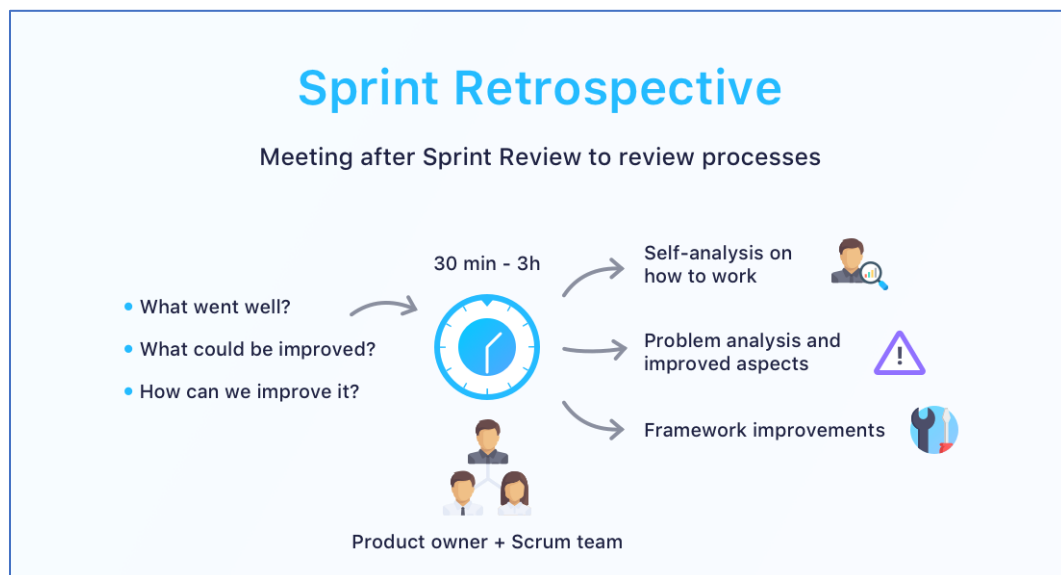 Sprint Retrospective
Meeting after Sprint Review to review processes
What went well?
What could be improved?
How can we improve it?
30 min - 3h
Product owner + Scrum team
Self-analysis on
how to work
Problem analysis and
improved aspects
Framework improvements